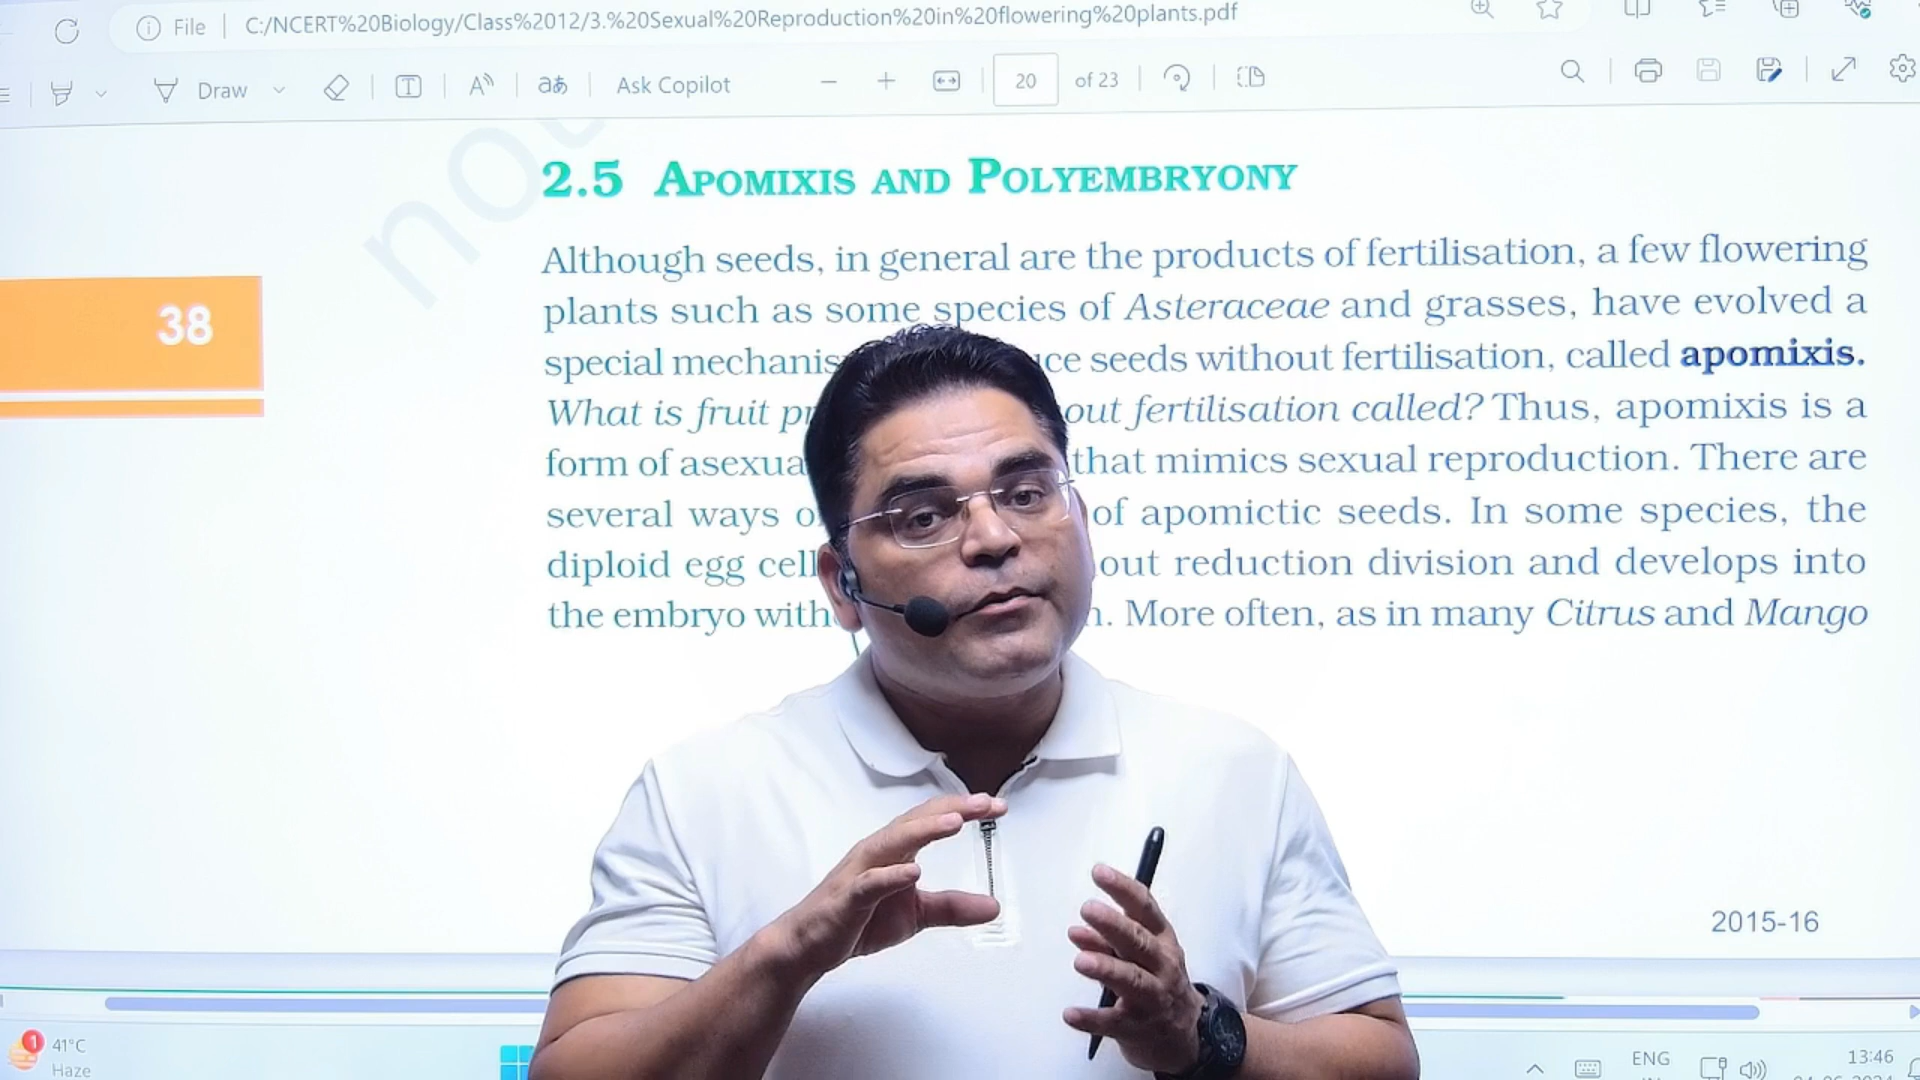 File C:/NCERT%20Biology/Class%2012/3.%20Sexual%20Reproduction%20in%20flowering%20plants.pdf
Draw Ask Copilot 20 of 23
not
2.5 APOMIXIS AND POLYEMBRYONY
Although seeds, in general are the products of fertilisation, a few flowering
plants such as some species of Asteraceae and grasses, have evolved a
special ce seeds without fertilisation, called apomixis.
What is fruit out fertilisation called? Thus, apomixis is a
form of that mimics sexual reproduction. There are
several ways of apomictic seeds. In some species, the
diploid egg cell out reduction division and develops into
the embryo More often, as in many Citrus and Mango
38
2015-16
1
41°C
Haze
ENG
13:46